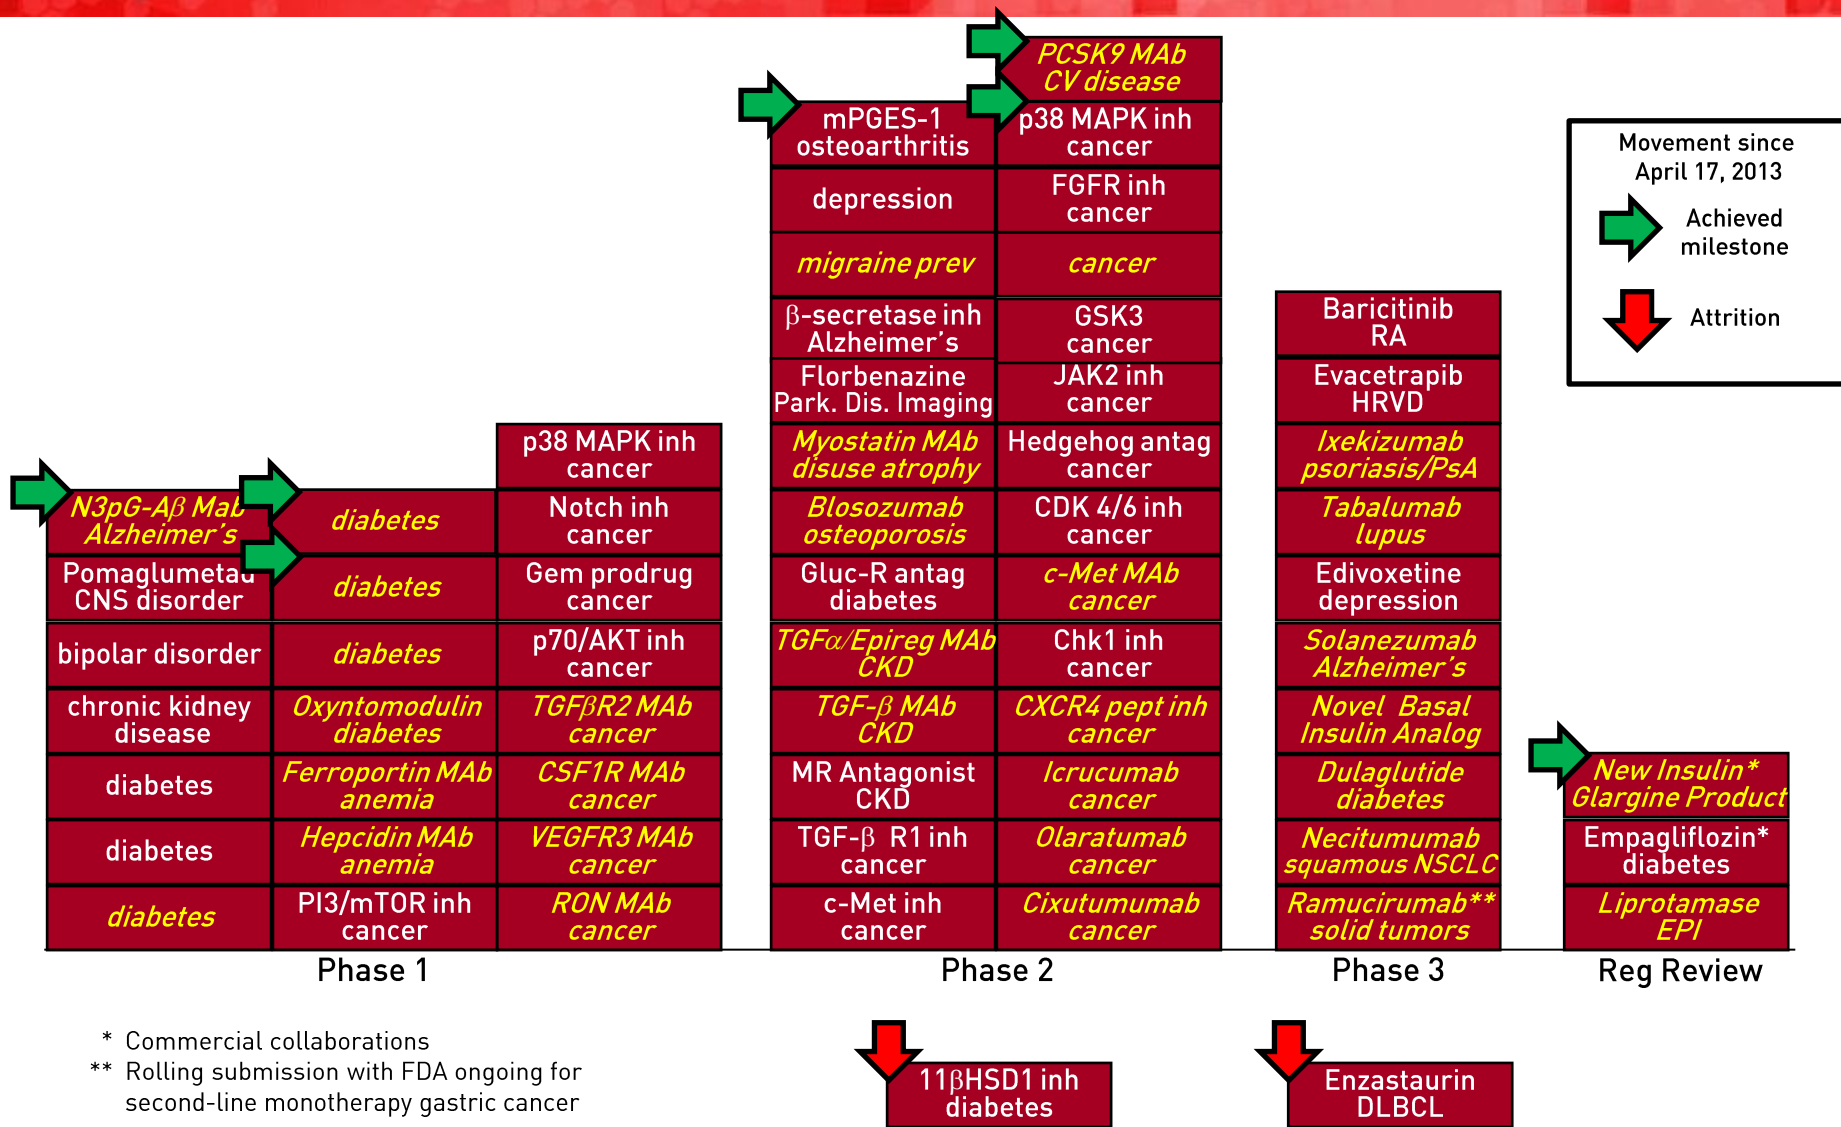 PCSK9 MAb
CV disease
mPGES-1
osteoarthritis
p38 MAPK inh
cancer
depression
FGFR inh
cancer
migraine prev
cancer
β-secretase inh
Alzheimer's
GSK3
cancer
Florbenazine
Park. Dis. Imaging
JAK2 inh
cancer
Myostatin MAb
disuse atrophy
Hedgehog antag
cancer
Blosozumab
osteoporosis
CDK 4/6 inh
cancer
Gluc-R antag
diabetes
c-Met MAb
cancer
TGFα/Epireg MAb
CKD
Chk1 inh
cancer
TGF-β MAb
CKD
CXCR4 pept inh
cancer
MR Antagonist
CKD
Icrucumab
cancer
TGF-β R1 inh
cancer
Olaratumab
cancer
c-Met inh
cancer
Cixutumumab
cancer
Phase 2
p38 MAPK inh
cancer
N3pG-Aβ Mab
Alzheimer's
diabetes
Notch inh
cancer
Pomaglumetad
CNS disorder
diabetes
Gem prodrug
cancer
bipolar disorder
diabetes
p70/AKT inh
cancer
chronic kidney
disease
Oxyntomodulin
diabetes
TGFβR2 MAb
cancer
diabetes
Ferroportin MAb
anemia
CSF1R MAb
cancer
diabetes
Hepcidin MAb
anemia
VEGFR3 MAb
cancer
diabetes
PI3/mTOR inh
cancer
RON MAb
cancer
Phase 1
Baricitinib
RA
Evacetrapib
HRVD
Ixekizumab
psoriasis/PsA
Tabalumab
lupus
Edivoxetine
depression
Solanezumab
Alzheimer's
Novel Basal
Insulin Analog
Dulaglutide
diabetes
Necitumumab
squamous NSCLC
Ramucirumab**
solid tumors
Phase 3
New Insulin*
Glargine Product
Empagliflozin*
diabetes
Liprotamase
EPI
Reg Review
Movement since
April 17, 2013
Achieved
milestone
Attrition
* Commercial collaborations
** Rolling submission with FDA ongoing for
second-line monotherapy gastric cancer
11βHSD1 inh
diabetes
Enzastaurin
DLBCL